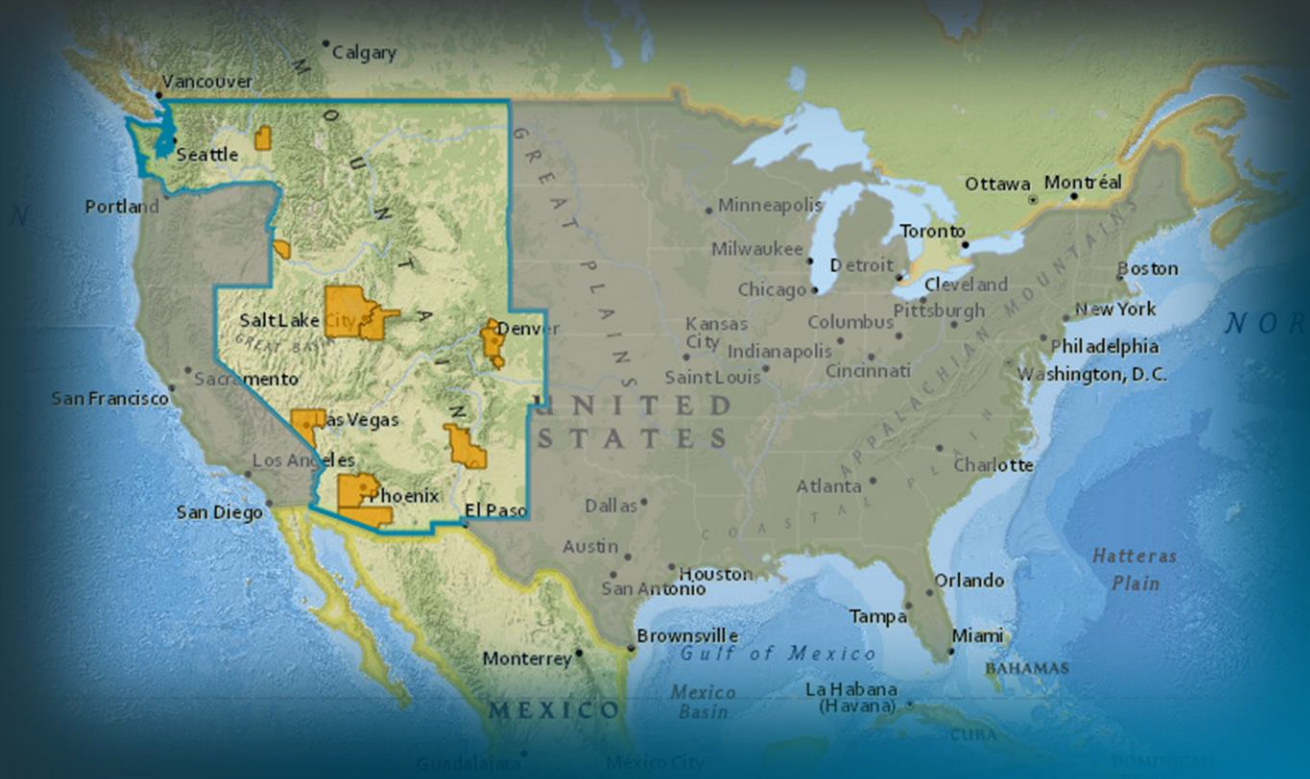 Calgary
Vancouver
MOUNTAIN
Seattle
GREAT PLAINS
Ottawa
Montréal
Portland
Minneapolis
Toronto
Milwaukee
Detroit
Boston
Chicago
Cleveland
Pittsburgh
New York
Salt Lake City
GREAT BASIN
Denver
Kansas
City
Columbus
Indianapolis
Philadelphia
Cincinnati
Saint Louis
Washington, D.C.
Sacramento
San Francisco
UNITED
STATES
APPALACHIAN MOUNTAINS
NOR
N
Las Vegas
Los Angeles
Charlotte
COASTAL PLAIN
Phoenix
Atlanta
Dallas
San Diego
El Paso
Austin
Houston
San Antonio
Hatteras
Plain
Orlando
Tampa
Brownsville
Miami
Gulf of Mexico
Monterrey
BAHAMAS
Mexico
Basin
La Habana
(Havana)
MEXICO
CUBA
Guadalajara
Mexico City
DOMINICAN